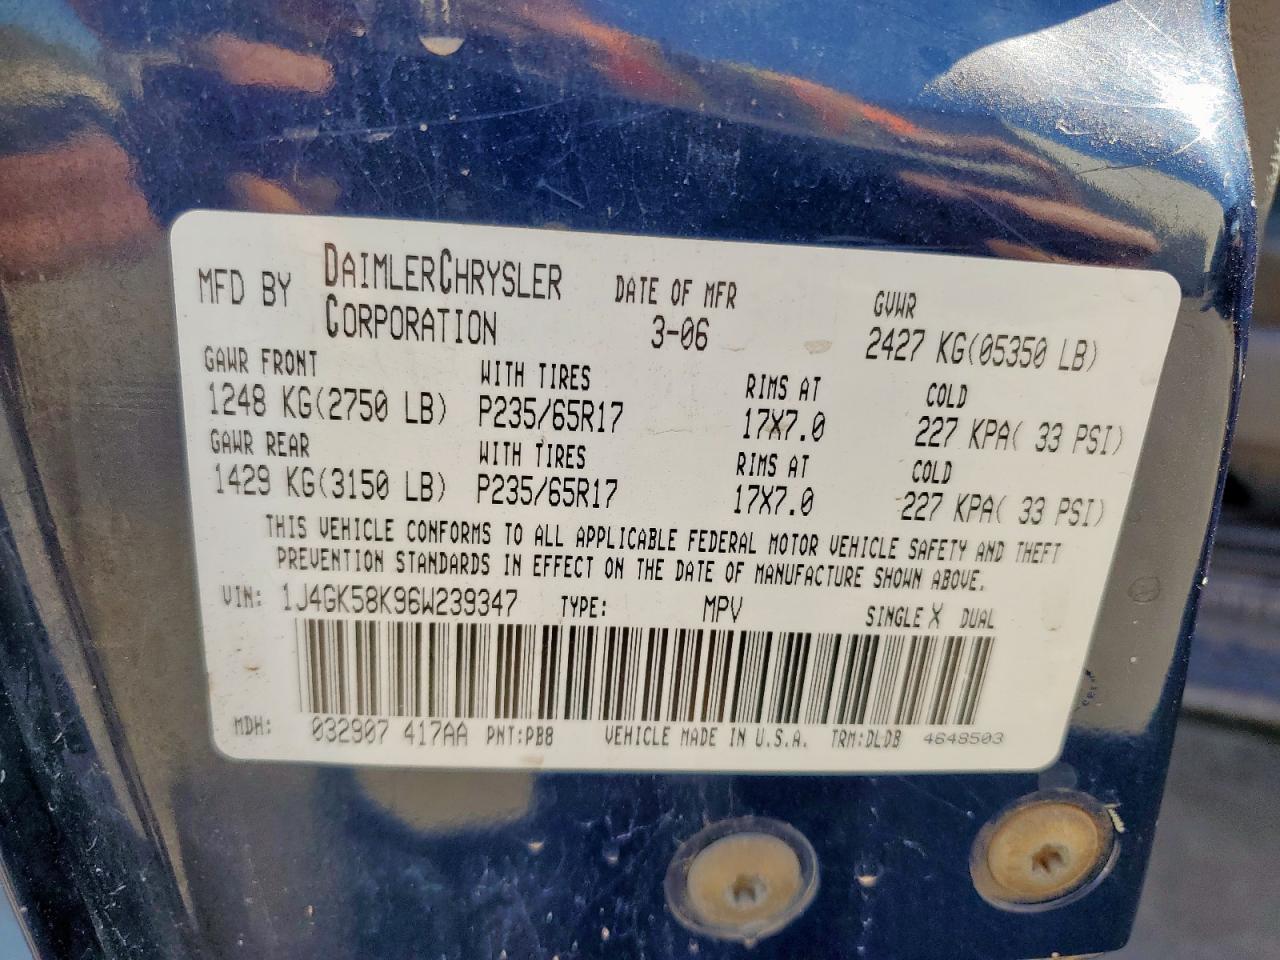 MFD BY DAIMLERCHRYSLER CORPORATION DATE OF MFR 3-06 GVWR 2427 KG(05350 LB)
GAWR FRONT WITH TIRES RIMS AT COLD
1248 KG(2750 LB) P235/65R17 17X7.0 227 KPA( 33 PSI)
GAWR REAR WITH TIRES RIMS AT COLD
1429 KG(3150 LB) P235/65R17 17X7.0 227 KPA( 33 PSI)
THIS VEHICLE CONFORMS TO ALL APPLICABLE FEDERAL MOTOR VEHICLE SAFETY AND THEFT
PREVENTION STANDARDS IN EFFECT ON THE DATE OF MANUFACTURE SHOWN ABOVE.
VIN: 1J4GK58K96W239347 TYPE: MPV SINGLE X DUAL
MDH: 032907 417AA PNT:PB8 VEHICLE MADE IN U.S.A. TRM:DLDB 4648503